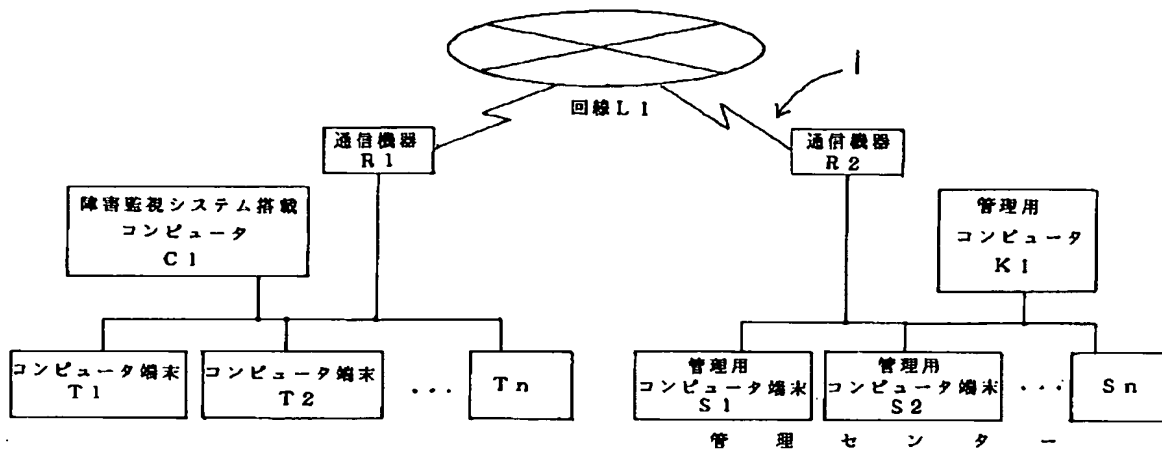 1
回線L1
通信機器
R1
通信機器
R2
障害監視システム搭載
コンピュータ
C1
管理用
コンピュータ
K1
コンピュータ端末
T1
コンピュータ端末
T2
...
Tn
管理用
コンピュータ端末
S1
管理用
コンピュータ端末
S2
...
Sn
管理センター